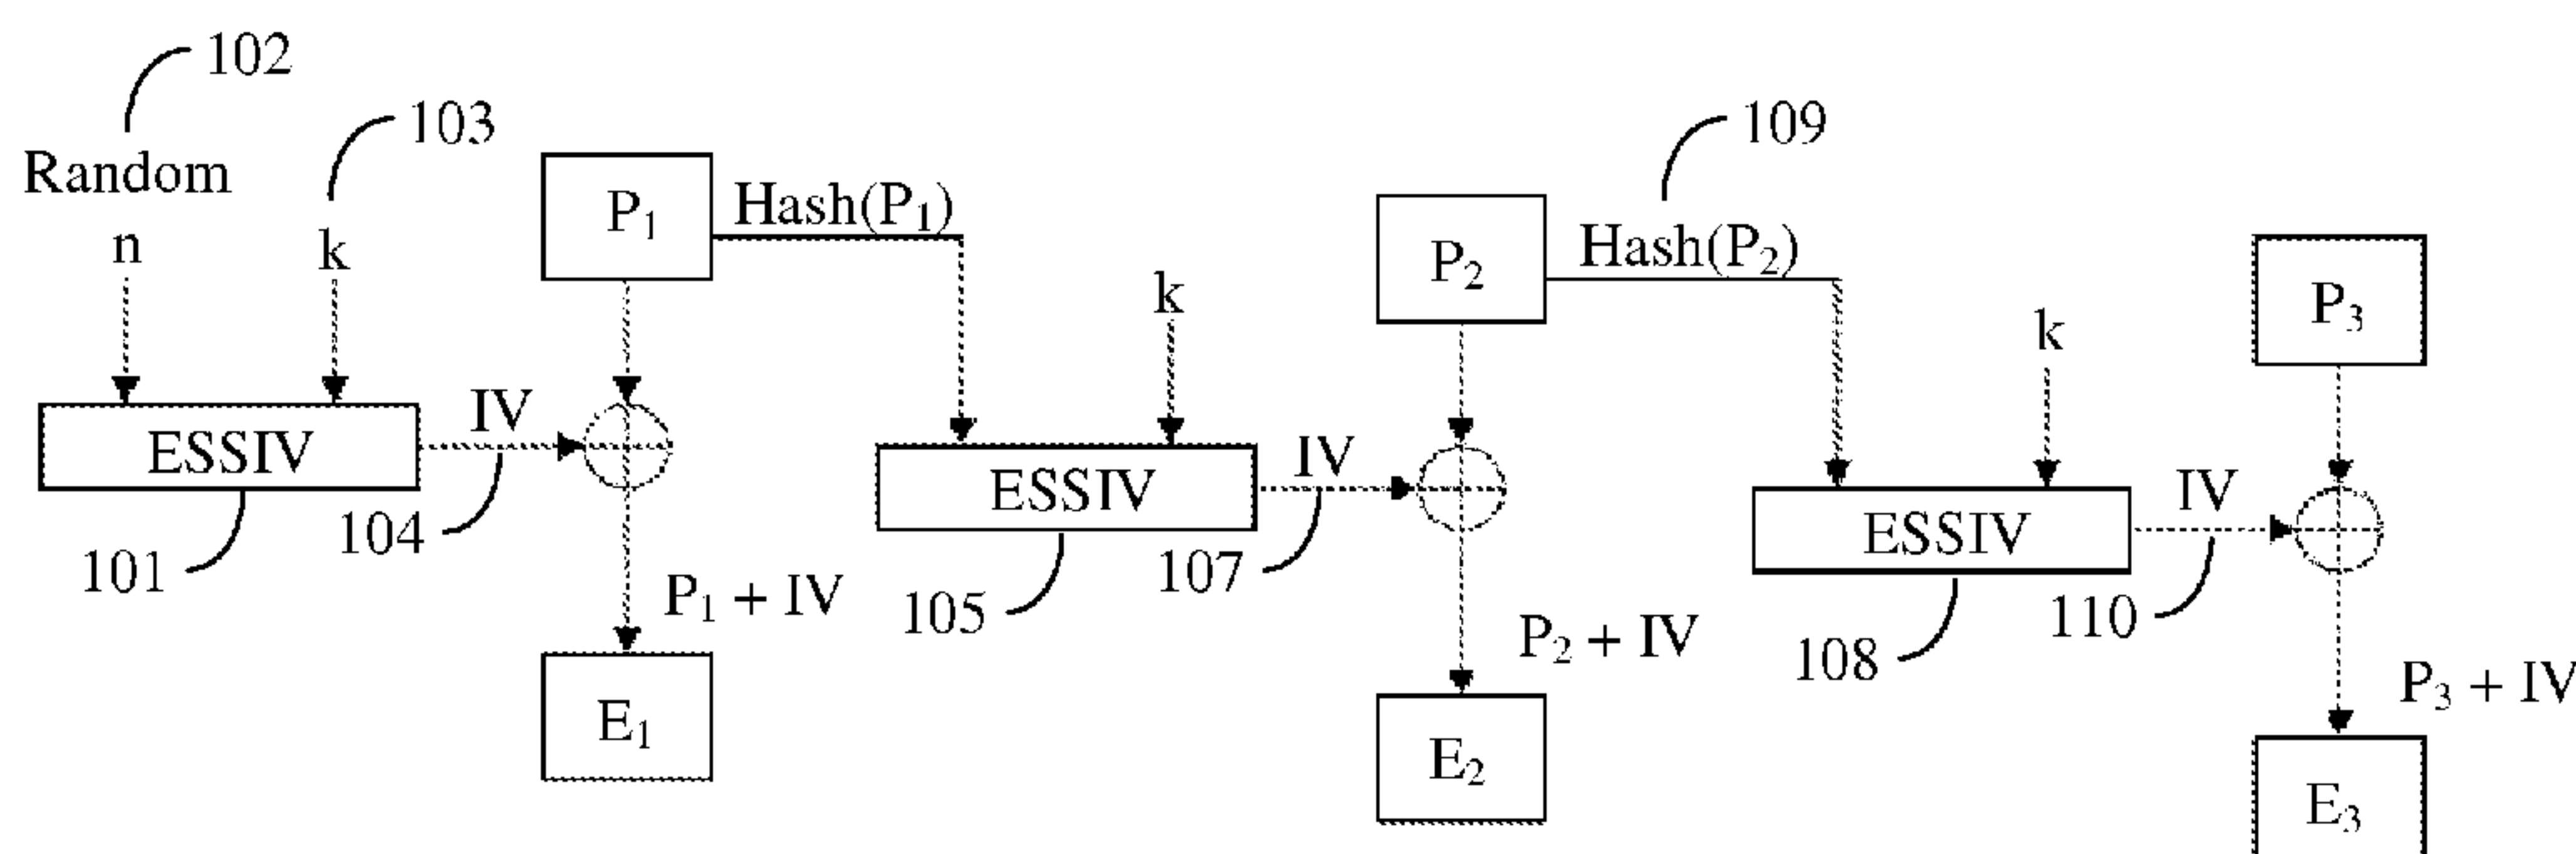 102
103
Random
n
k
P₁
Hash(P₁)
109
k
P₂
Hash(P₂)
k
P₃
ESSIV
IV
104
101
P₁ + IV
E₁
ESSIV
IV
107
105
P₂ + IV
E₂
ESSIV
IV
110
108
P₃ + IV
E₃